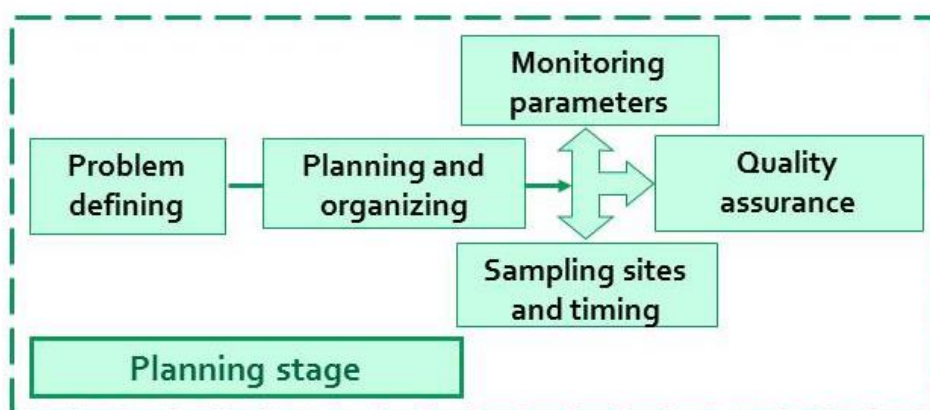 Monitoring
parameters
Problem
defining
Planning and
organizing
Quality
assurance
Sampling sites
and timing
Planning stage